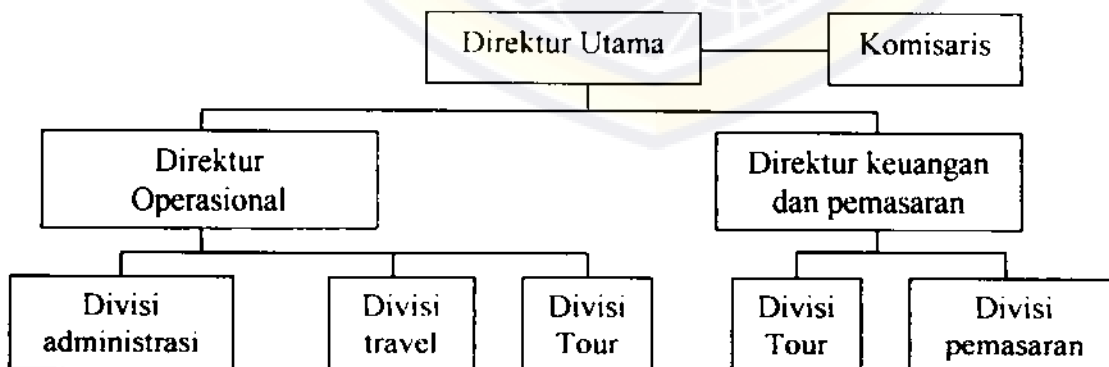 Direktur Utama
Komisaris
Direktur
Operasional
Direktur keuangan
dan pemasaran
Divisi
administrasi
Divisi
travel
Divisi
Tour
Divisi
Tour
Divisi
pemasaran